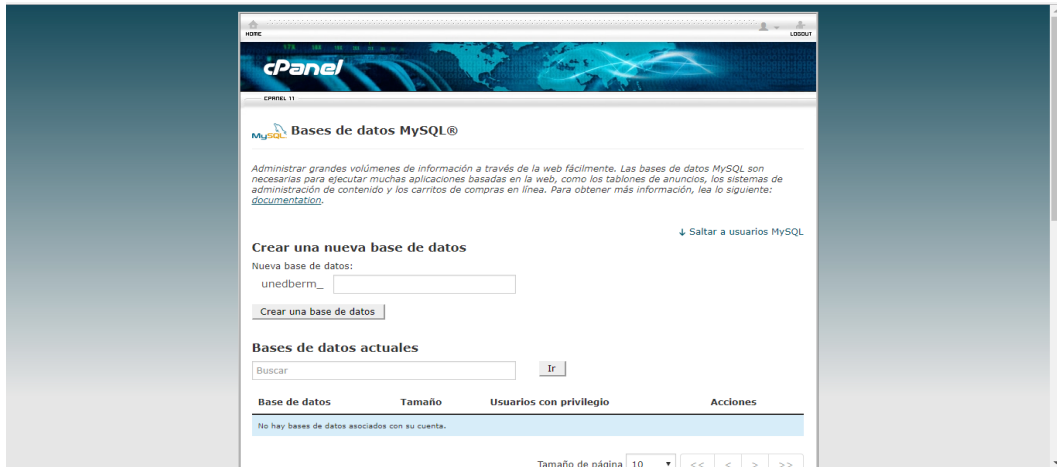 HOME
LOGOUT
cPanel
CPANEL 11
MySQL Bases de datos MySQL®
Administrar grandes volúmenes de información a través de la web fácilmente. Las bases de datos MySQL son
necesarias para ejecutar muchas aplicaciones basadas en la web, como los tablones de anuncios, los sistemas de
administración de contenido y los carritos de compras en línea. Para obtener más información, lea lo siguiente:
documentation.
↓ Saltar a usuarios MySQL
Crear una nueva base de datos
Nueva base de datos:
unedberm_
Crear una base de datos
Bases de datos actuales
Buscar
Ir
Base de datos Tamaño Usuarios con privilegio Acciones
No hay bases de datos asociados con su cuenta.
Tamaño de página 10 << < > >>